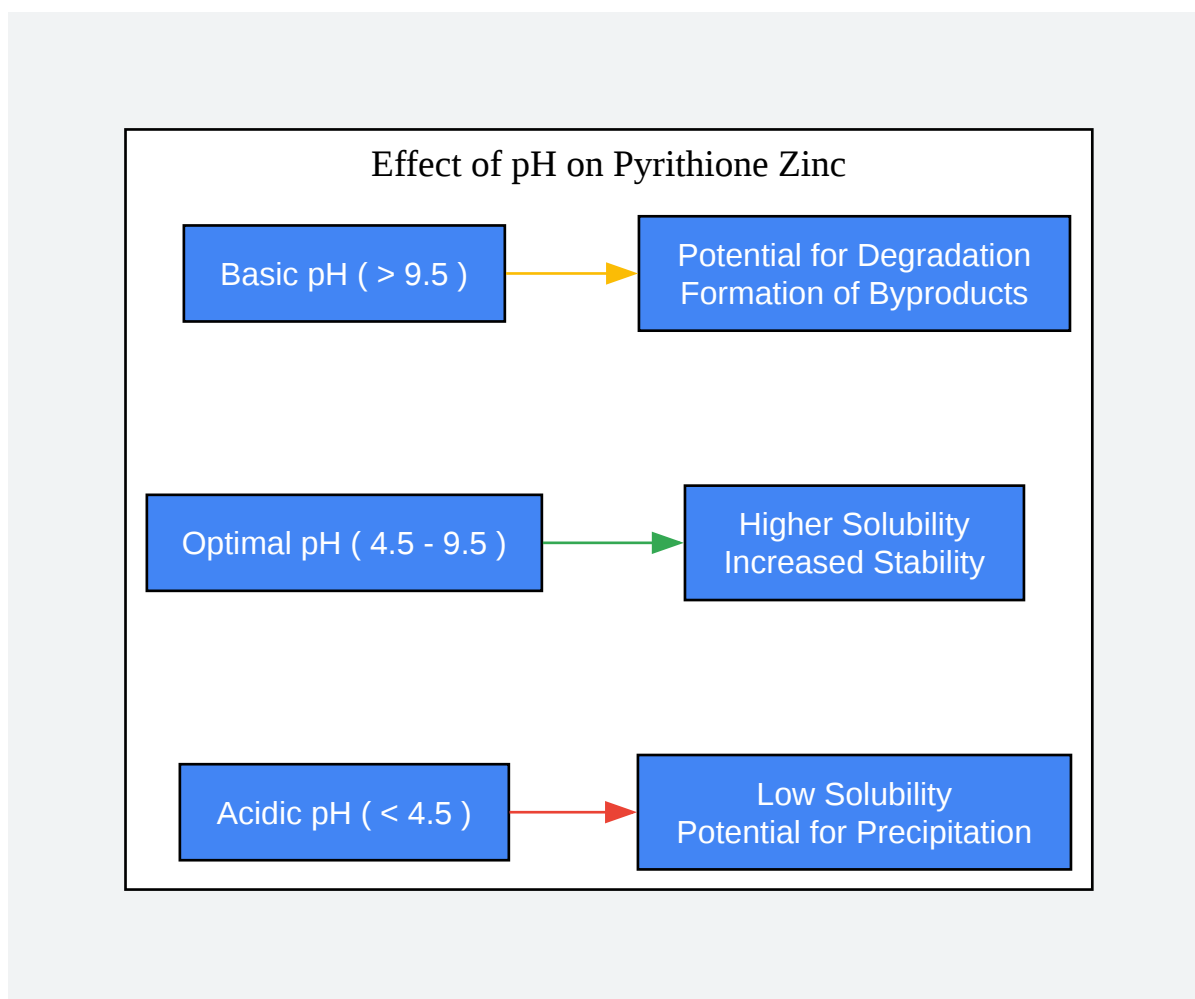 Effect of pH on Pyrithione Zinc
Basic pH ( > 9.5 )
Potential for Degradation
Formation of Byproducts
Optimal pH ( 4.5 - 9.5 )
Higher Solubility
Increased Stability
Acidic pH ( < 4.5 )
Low Solubility
Potential for Precipitation